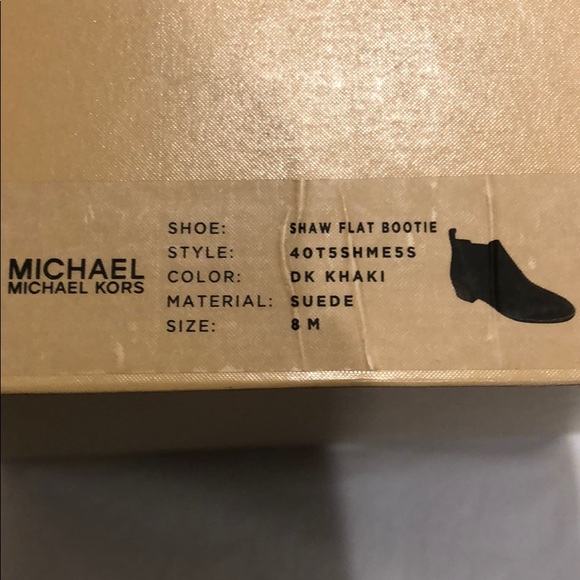 MICHAEL
MICHAEL KORS
SHOE: SHAW FLAT BOOTIE
STYLE: 40T5SHME5S
COLOR: DK KHAKI
MATERIAL: SUEDE
SIZE: 8 M